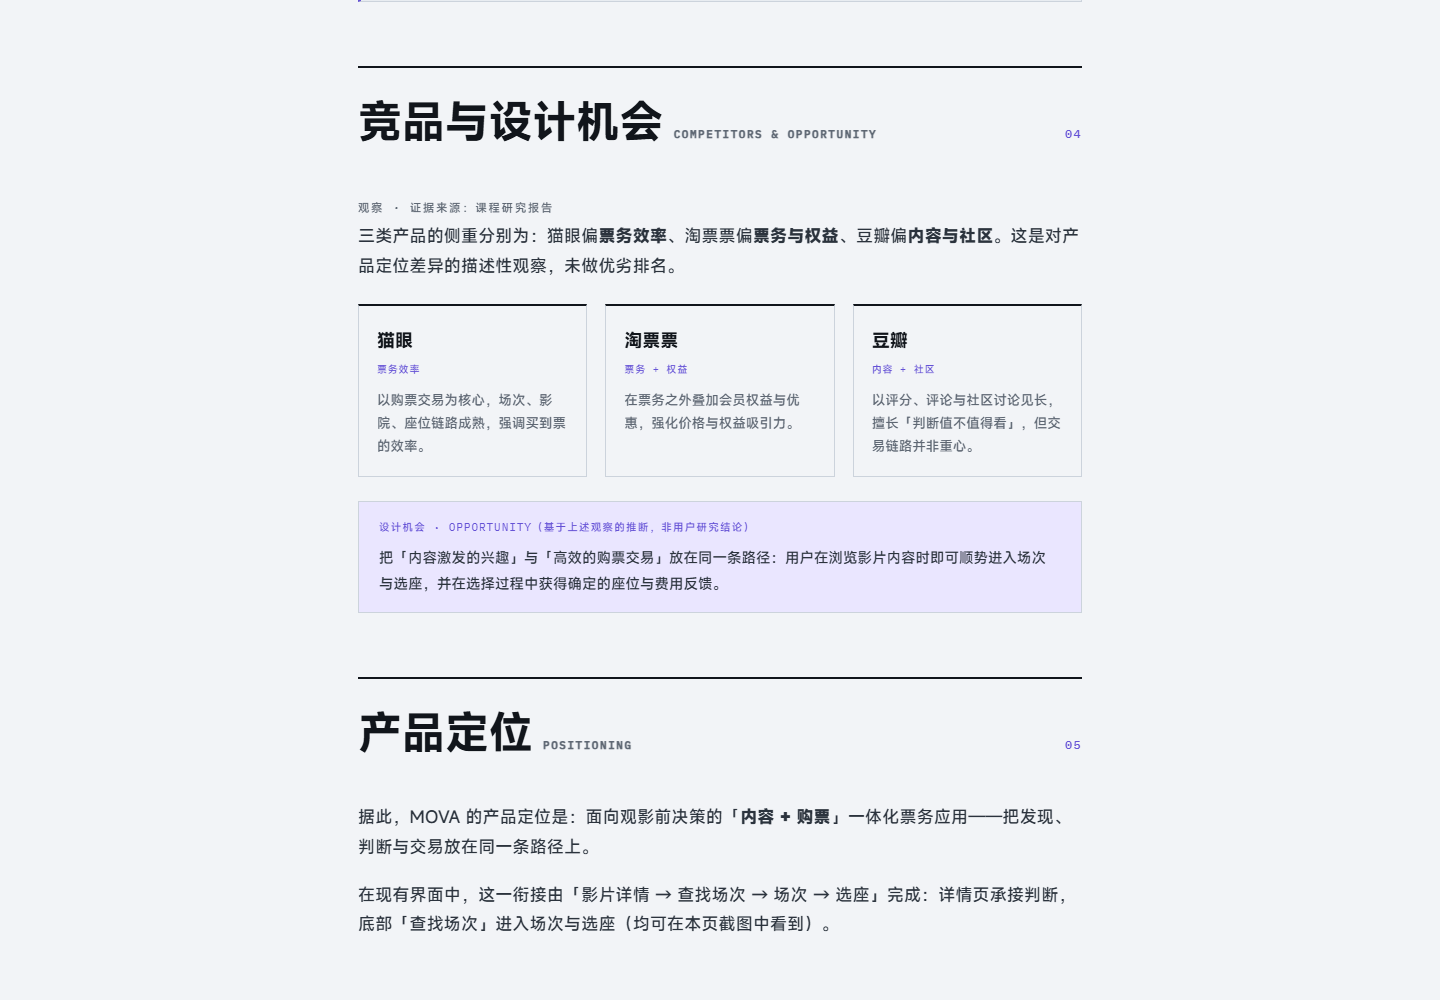 竞品与设计机会 COMPETITORS & OPPORTUNITY 04
观察 · 证据来源：课程研究报告
三类产品的侧重分别为：猫眼偏票务效率、淘票票偏票务与权益、豆瓣偏内容与社区。这是对产
品定位差异的描述性观察，未做优劣排名。
猫眼
票务效率
以购票交易为核心，场次、影
院、座位链路成熟，强调买到票
的效率。
淘票票
票务 + 权益
在票务之外叠加会员权益与优
惠，强化价格与权益吸引力。
豆瓣
内容 + 社区
以评分、评论与社区讨论见长，
擅长「判断值不值得看」，但交
易链路并非重心。
设计机会 · OPPORTUNITY（基于上述观察的推断，非用户研究结论）
把「内容激发的兴趣」与「高效的购票交易」放在同一条路径：用户在浏览影片内容时即可顺势进入场次
与选座，并在选择过程中获得确定的座位与费用反馈。
产品定位 POSITIONING 05
据此，MOVA 的产品定位是：面向观影前决策的「内容 + 购票」一体化票务应用——把发现、
判断与交易放在同一条路径上。
在现有界面中，这一衔接由「影片详情 → 查找场次 → 场次 → 选座」完成：详情页承接判断，
底部「查找场次」进入场次与选座（均可在本页截图中看到）。